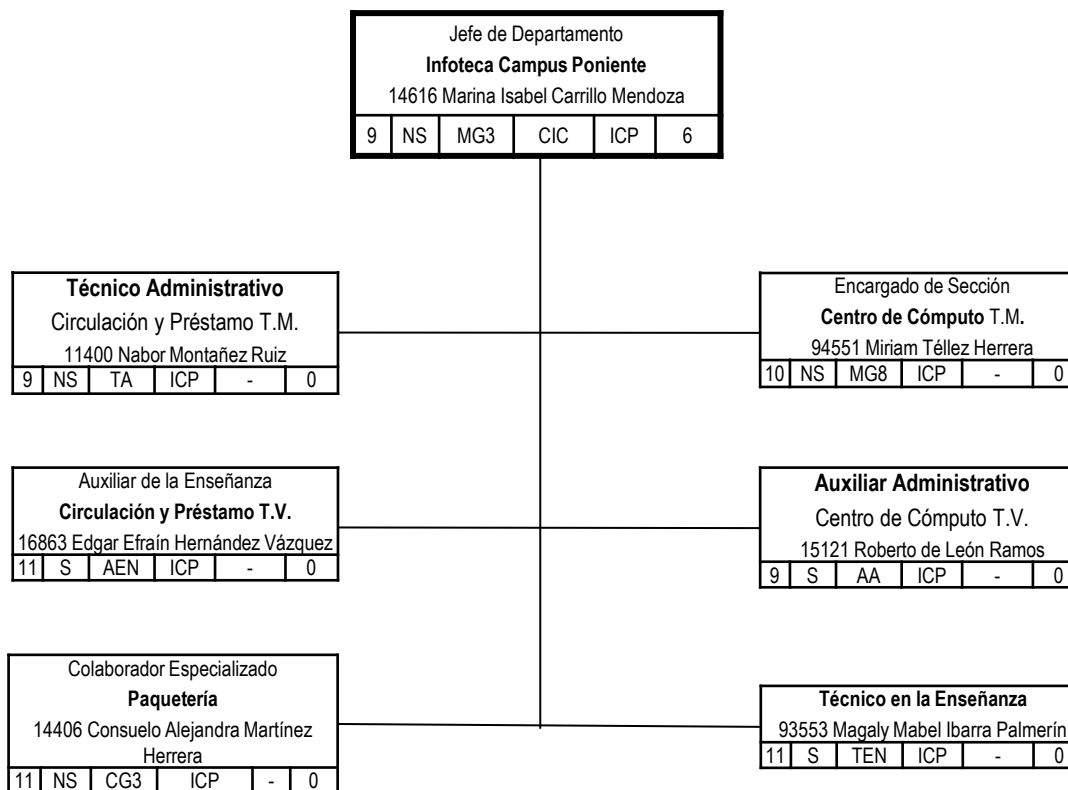 Jefe de Departamento
Infoteca Campus Poniente
14616 Marina Isabel Carrillo Mendoza
9 NS MG3 CIC ICP 6
Técnico Administrativo
Circulación y Préstamo T.M.
11400 Nabor Montañez Ruiz
9 NS TA ICP - 0
Encargado de Sección
Centro de Cómputo T.M.
94551 Miriam Téllez Herrera
10 NS MG8 ICP - 0
Auxiliar de la Enseñanza
Circulación y Préstamo T.V.
16863 Edgar Efraín Hernández Vázquez
11 S AEN ICP - 0
Auxiliar Administrativo
Centro de Cómputo T.V.
15121 Roberto de León Ramos
9 S AA ICP - 0
Colaborador Especializado
Paquetería
14406 Consuelo Alejandra Martínez
Herrera
11 NS CG3 ICP - 0
Técnico en la Enseñanza
93553 Magaly Mabel Ibarra Palmerín
11 S TEN ICP - 0